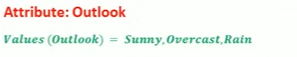 Attribute: Outlook
Values (Outlook) = Sunny, Overcast, Rain